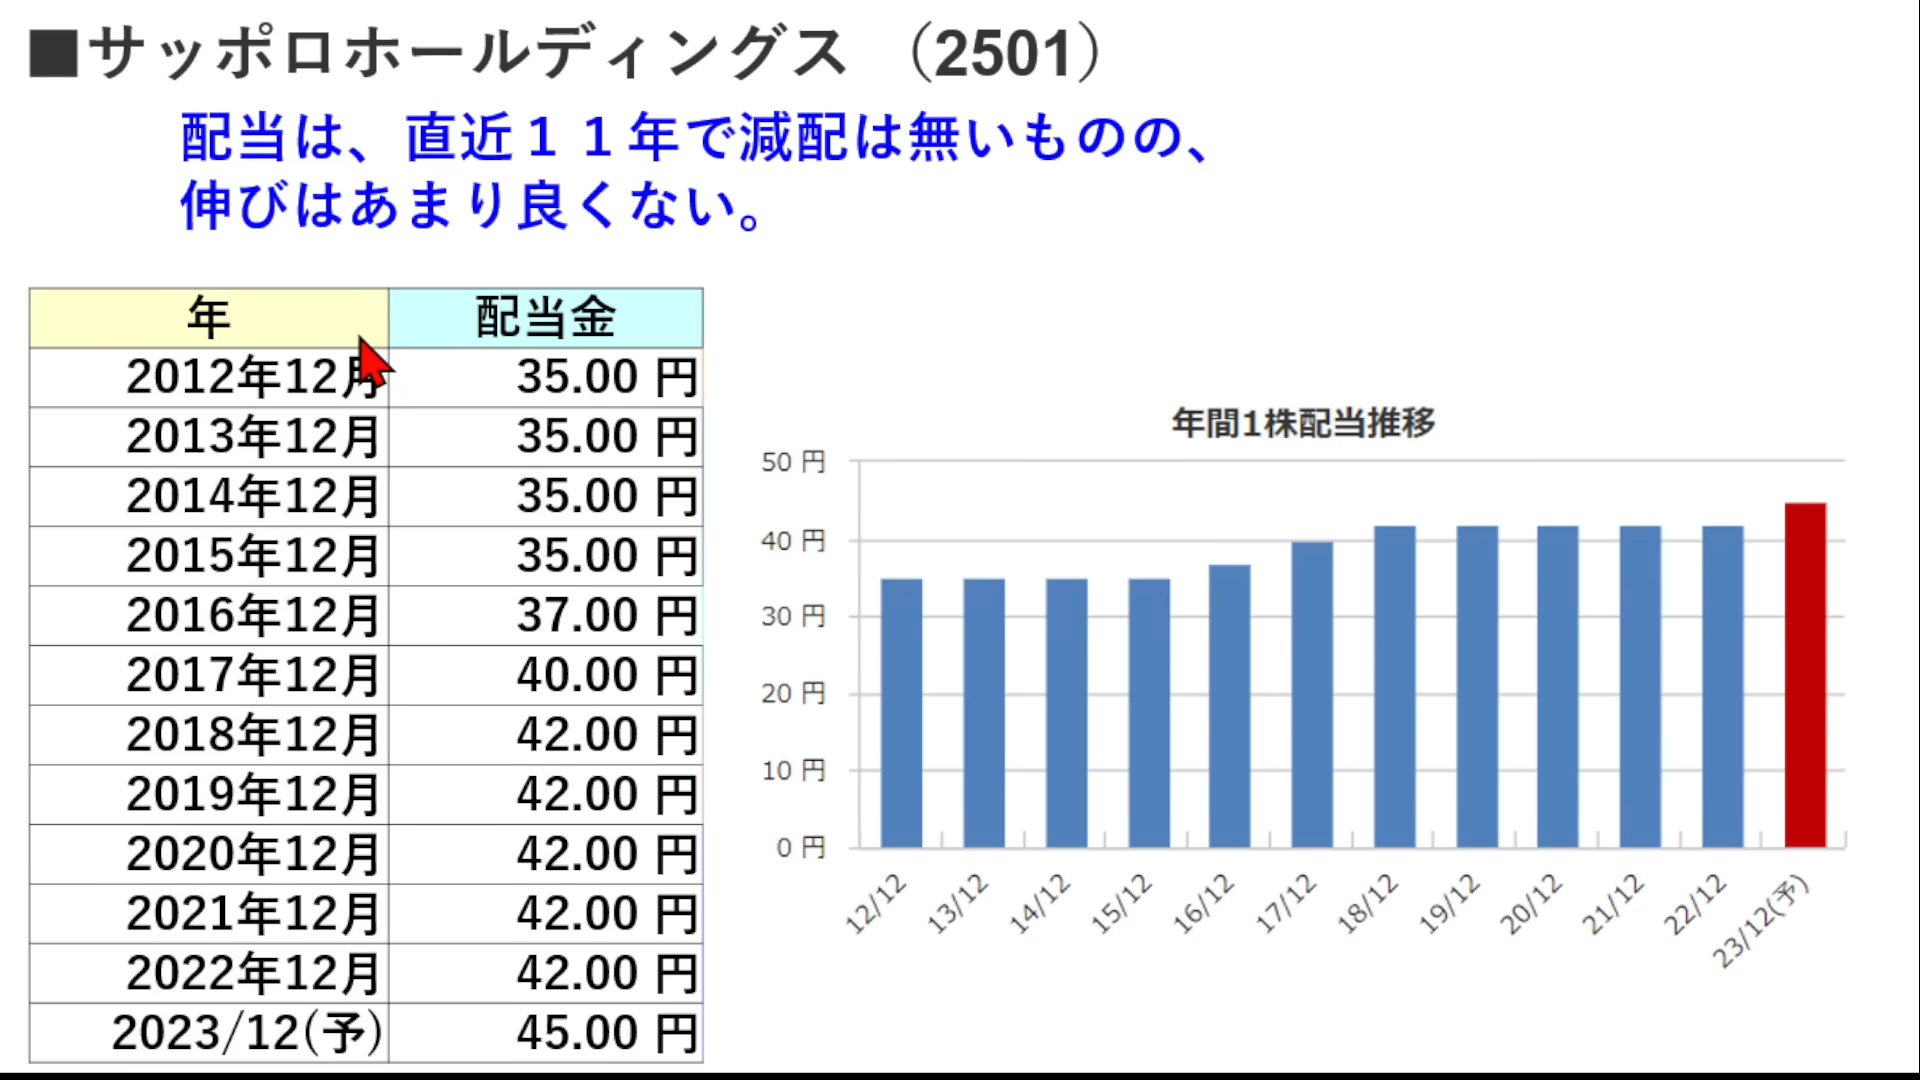 ■サッポロホールディングス （2501）
配当は、直近１１年で減配は無いものの、
伸びはあまり良くない。
年 配当金
2012年12月 35.00 円
2013年12月 35.00 円
2014年12月 35.00 円
2015年12月 35.00 円
2016年12月 37.00 円
2017年12月 40.00 円
2018年12月 42.00 円
2019年12月 42.00 円
2020年12月 42.00 円
2021年12月 42.00 円
2022年12月 42.00 円
2023/12(予) 45.00 円
年間1株配当推移
50 円
40 円
30 円
20 円
10 円
0 円
12/12 13/12 14/12 15/12 16/12 17/12 18/12 19/12 20/12 21/12 22/12 23/12(予)